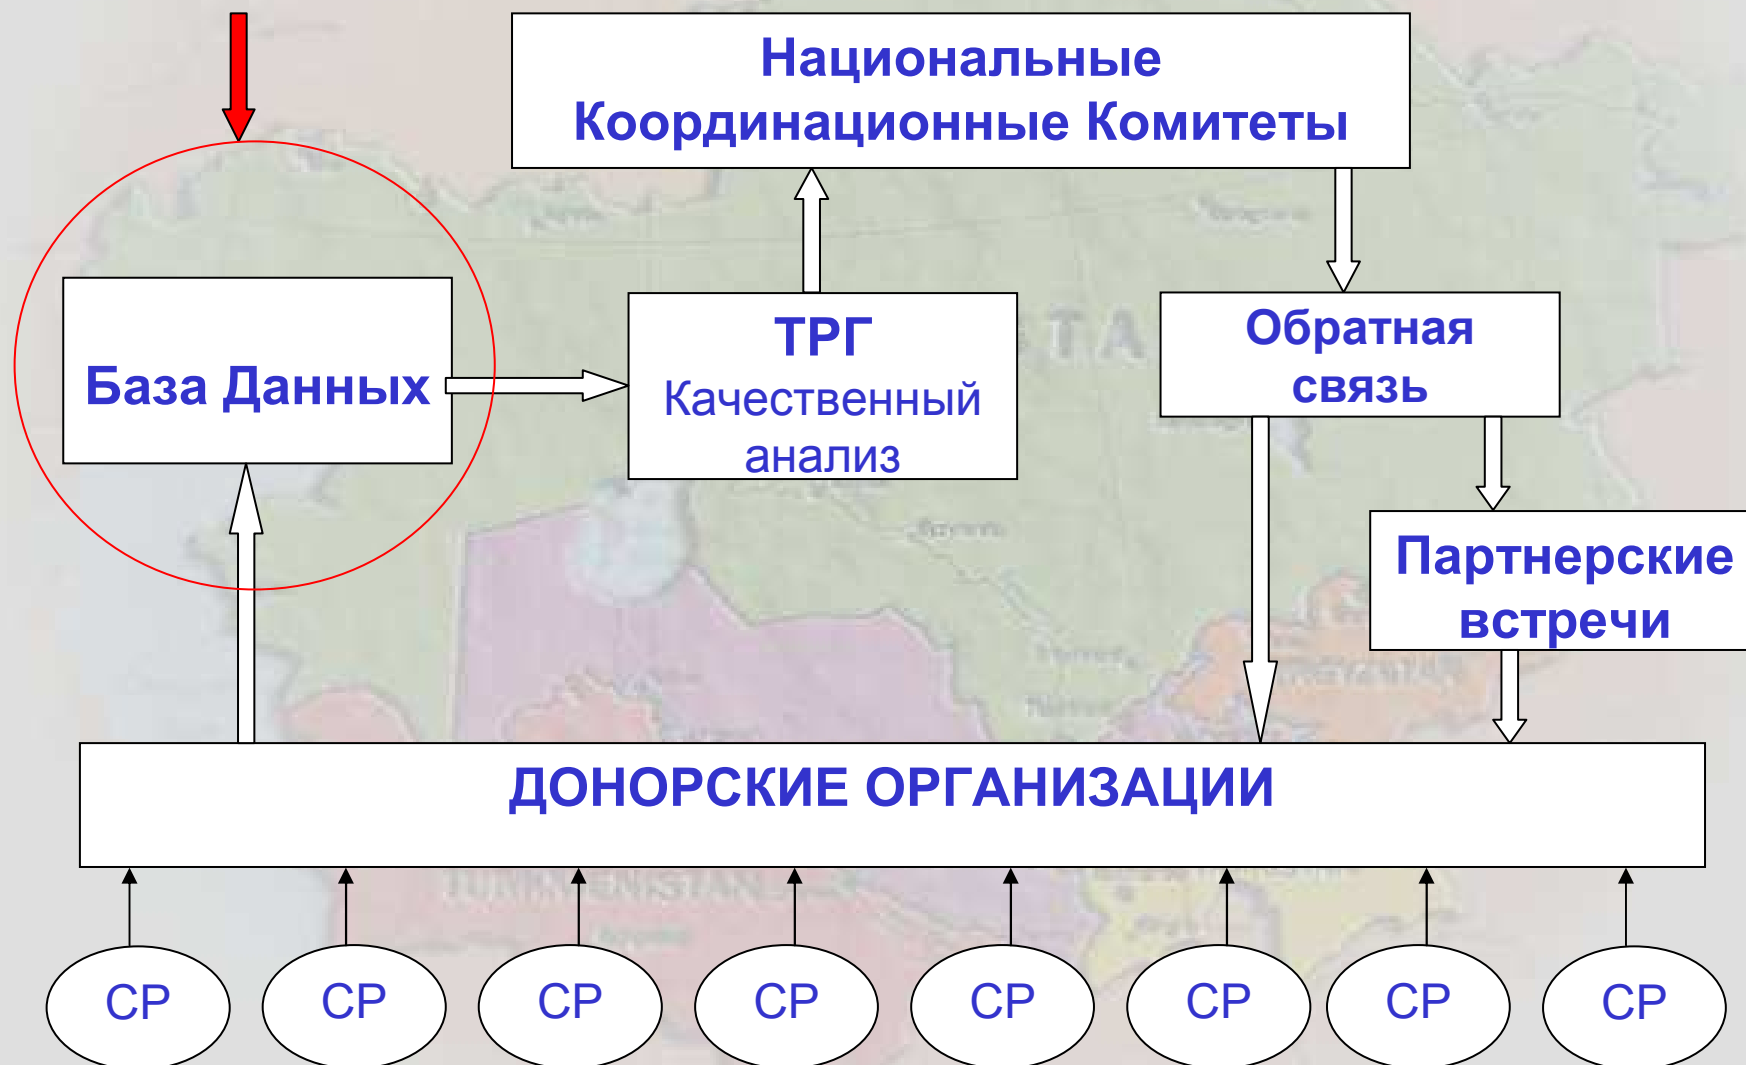 Национальные
Координационные Комитеты
База Данных
ТРГ
Качественный
анализ
Обратная
связь
Партнерские
встречи
ДОНОРСКИЕ ОРГАНИЗАЦИИ
СР
СР
СР
СР
СР
СР
СР
СР
TURKMENISTAN